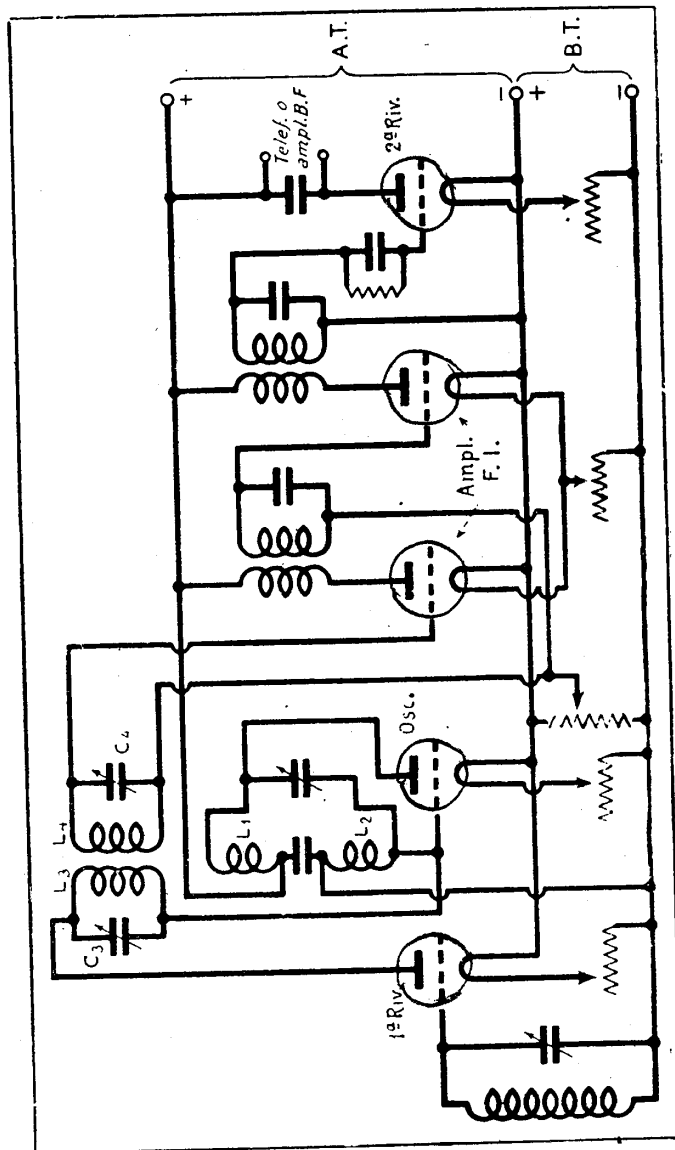 A.T.
B.T.
+
−
+
−
Telef. o
ampl. B.F
2ª Riv.
Ampl.
F. I.
Osc.
1ª Riv.
L₁
L₂
L₃
L₄
C₃
C₄